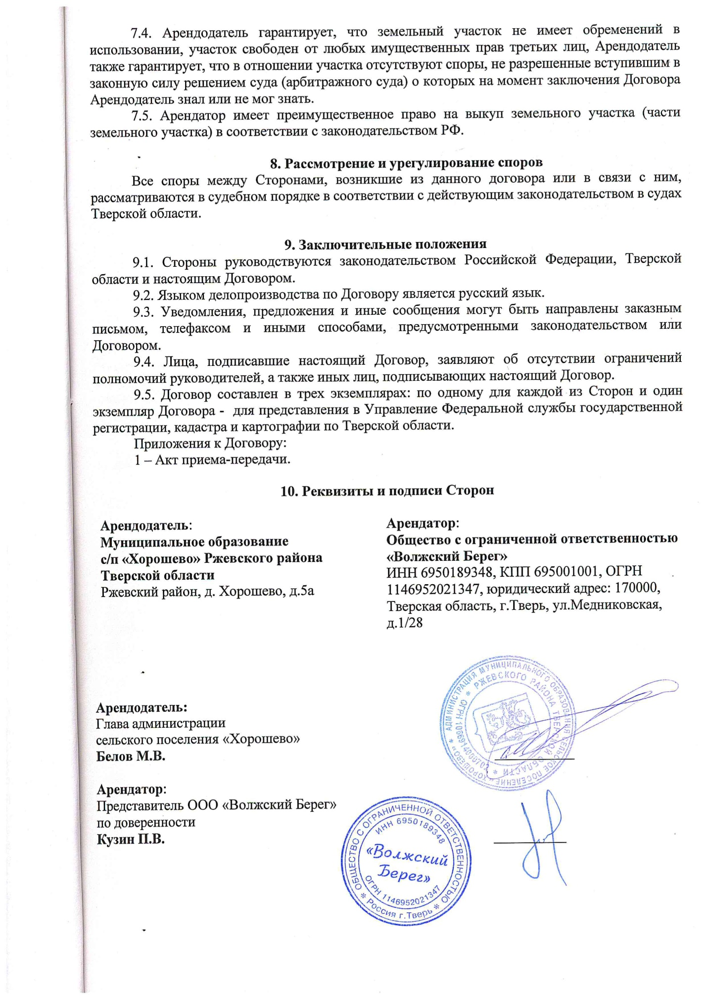 7.4. Арендодатель гарантирует, что земельный участок не имеет обременений в
использовании, участок свободен от любых имущественных прав третьих лиц, Арендодатель
также гарантирует, что в отношении участка отсутствуют споры, не разрешенные вступившим в
законную силу решением суда (арбитражного суда) о которых на момент заключения Договора
Арендодатель знал или не мог знать.
7.5. Арендатор имеет преимущественное право на выкуп земельного участка (части
земельного участка) в соответствии с законодательством РФ.
8. Рассмотрение и урегулирование споров
Все споры между Сторонами, возникшие из данного договора или в связи с ним,
рассматриваются в судебном порядке в соответствии с действующим законодательством в судах
Тверской области.
9. Заключительные положения
9.1. Стороны руководствуются законодательством Российской Федерации, Тверской
области и настоящим Договором.
9.2. Языком делопроизводства по Договору является русский язык.
9.3. Уведомления, предложения и иные сообщения могут быть направлены заказным
письмом, телефаксом и иными способами, предусмотренными законодательством или
Договором.
9.4. Лица, подписавшие настоящий Договор, заявляют об отсутствии ограничений
полномочий руководителей, а также иных лиц, подписывающих настоящий Договор.
9.5. Договор составлен в трех экземплярах: по одному для каждой из Сторон и один
экземпляр Договора - для представления в Управление Федеральной службы государственной
регистрации, кадастра и картографии по Тверской области.
Приложения к Договору:
1 – Акт приема-передачи.
10. Реквизиты и подписи Сторон
Арендодатель:
Муниципальное образование
с/п «Хорошево» Ржевского района
Тверской области
Ржевский район, д. Хорошево, д.5а
Арендатор:
Общество с ограниченной ответственностью
«Волжский Берег»
ИНН 6950189348, КПП 695001001, ОГРН
1146952021347, юридический адрес: 170000,
Тверская область, г.Тверь, ул.Медниковская,
д.1/28
Арендодатель:
Глава администрации
сельского поселения «Хорошево»
Белов М.В.
АДМИНИСТРАЦИЯ МУНИЦИПАЛЬНОГО ОБРАЗОВАНИЯ СЕЛЬСКОЕ ПОСЕЛЕНИЕ «ХОРОШЕВО»
РЖЕВСКОГО РАЙОНА ТВЕРСКОЙ ОБЛАСТИ * ОГРН
Арендатор:
Представитель ООО «Волжский Берег»
по доверенности
Кузин П.В.
ОБЩЕСТВО С ОГРАНИЧЕННОЙ ОТВЕТСТВЕННОСТЬЮ
ИНН 6950189348
«Волжский
Берег»
ОГРН 1146952021347
* Россия г.Тверь *